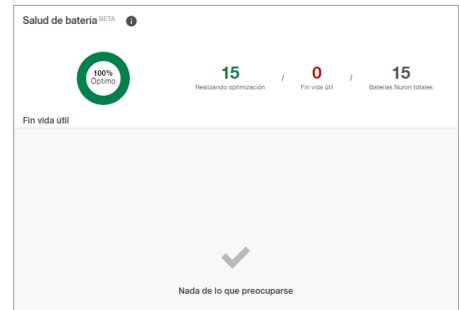 Salud de batería BETA
100%
Óptimo
15 / 0 / 15
Realizando optimización Fin vida útil Baterías Nuron totales
Fin vida útil
Nada de lo que preocuparse